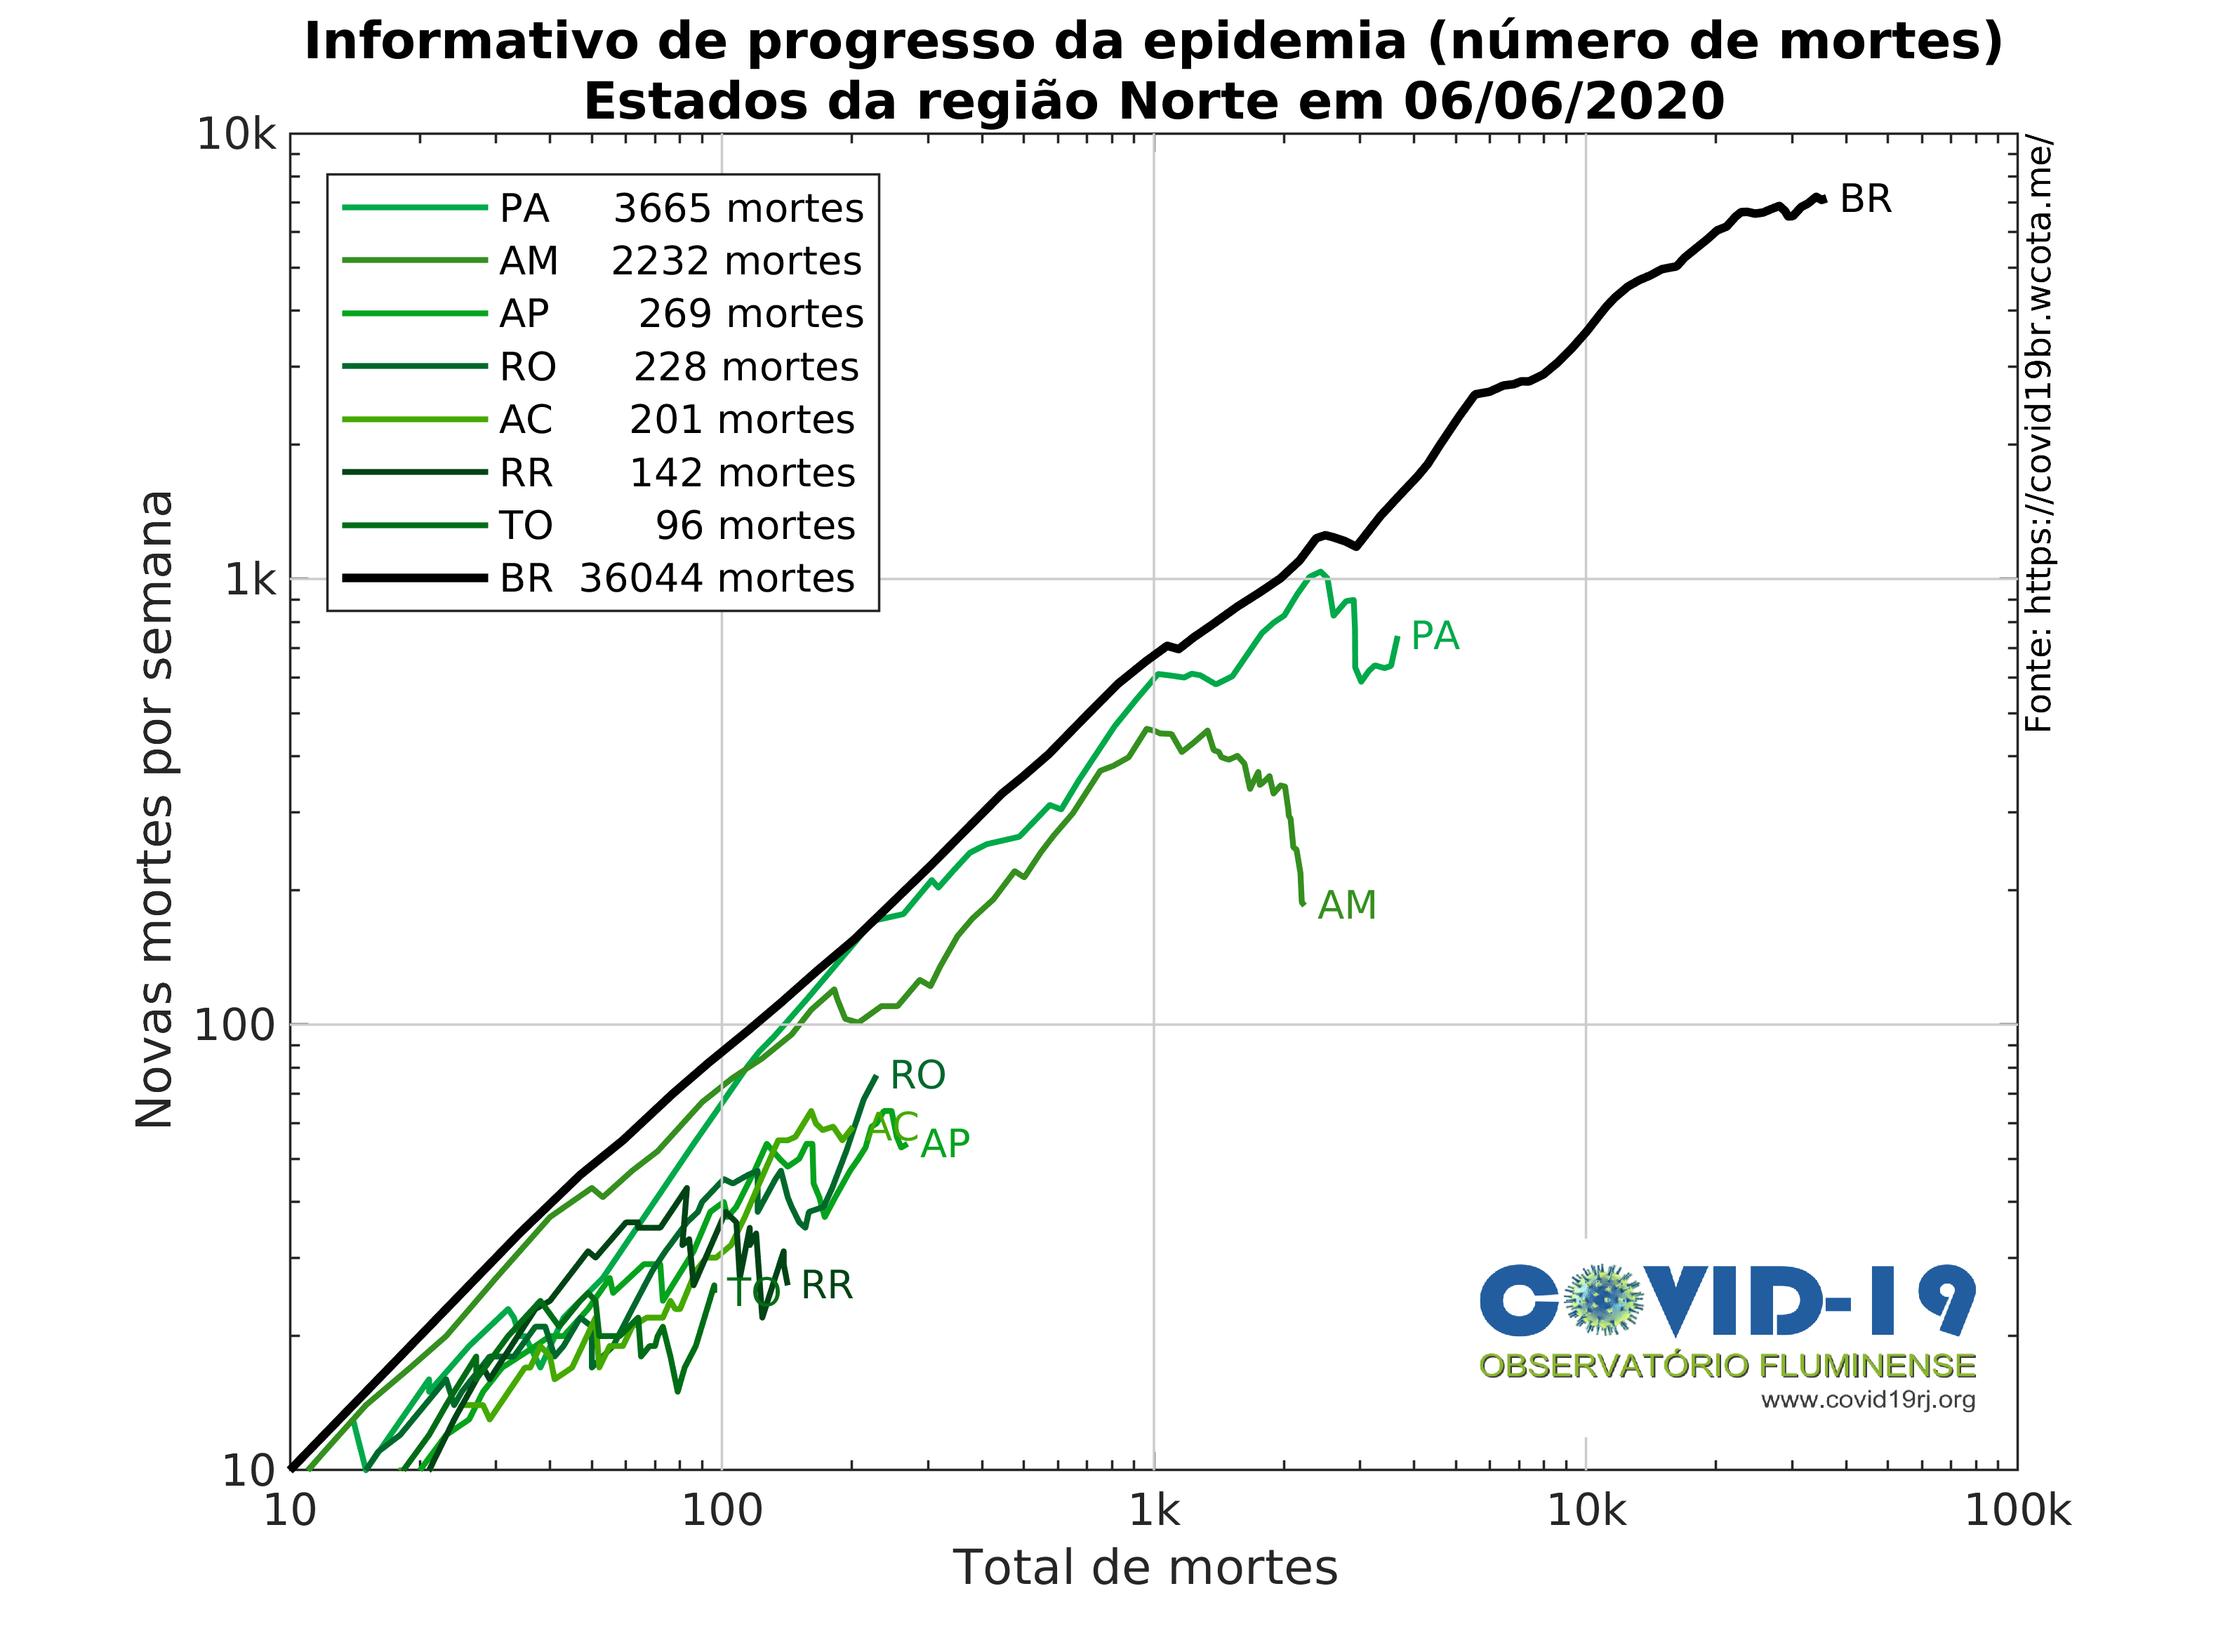 Informativo de progresso da epidemia (número de mortes)
Estados da região Norte em 06/06/2020
10k
1k
100
10
10
100
1k
10k
100k
Novas mortes por semana
Total de mortes
PA 3665 mortes
AM 2232 mortes
AP 269 mortes
RO 228 mortes
AC 201 mortes
RR 142 mortes
TO 96 mortes
BR 36044 mortes
BR
PA
AM
RO
AC
AP
TO
RR
Fonte: https://covid19br.wcota.me/
COVID-19
OBSERVATÓRIO FLUMINENSE
www.covid19rj.org